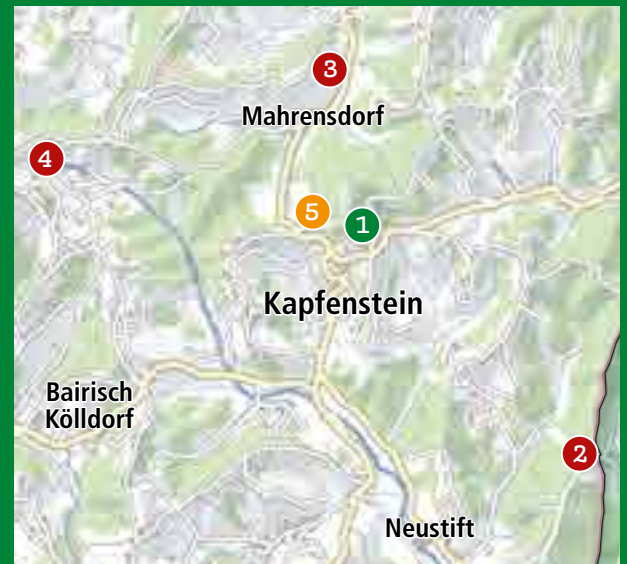 3
Mahrensdorf
4
5
1
Kapfenstein
Bairisch
Kölldorf
2
Neustift